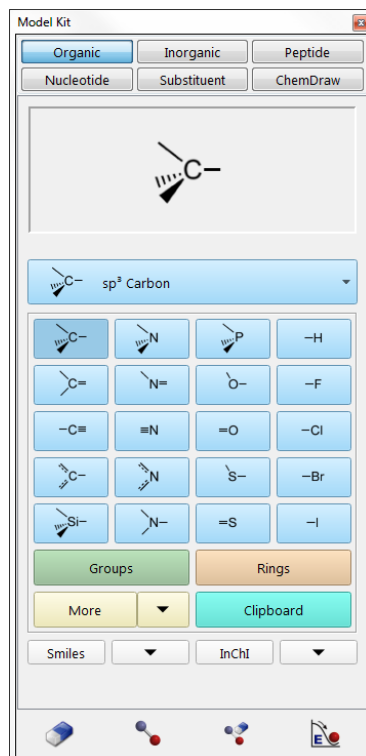 Model Kit
Organic Inorganic Peptide
Nucleotide Substituent ChemDraw
C
C sp³ Carbon
C N P -H
C= N= O- -F
-C≡ ≡N =O -Cl
C- N S- -Br
Si- N- =S -I
Groups Rings
More Clipboard
Smiles InChI
E